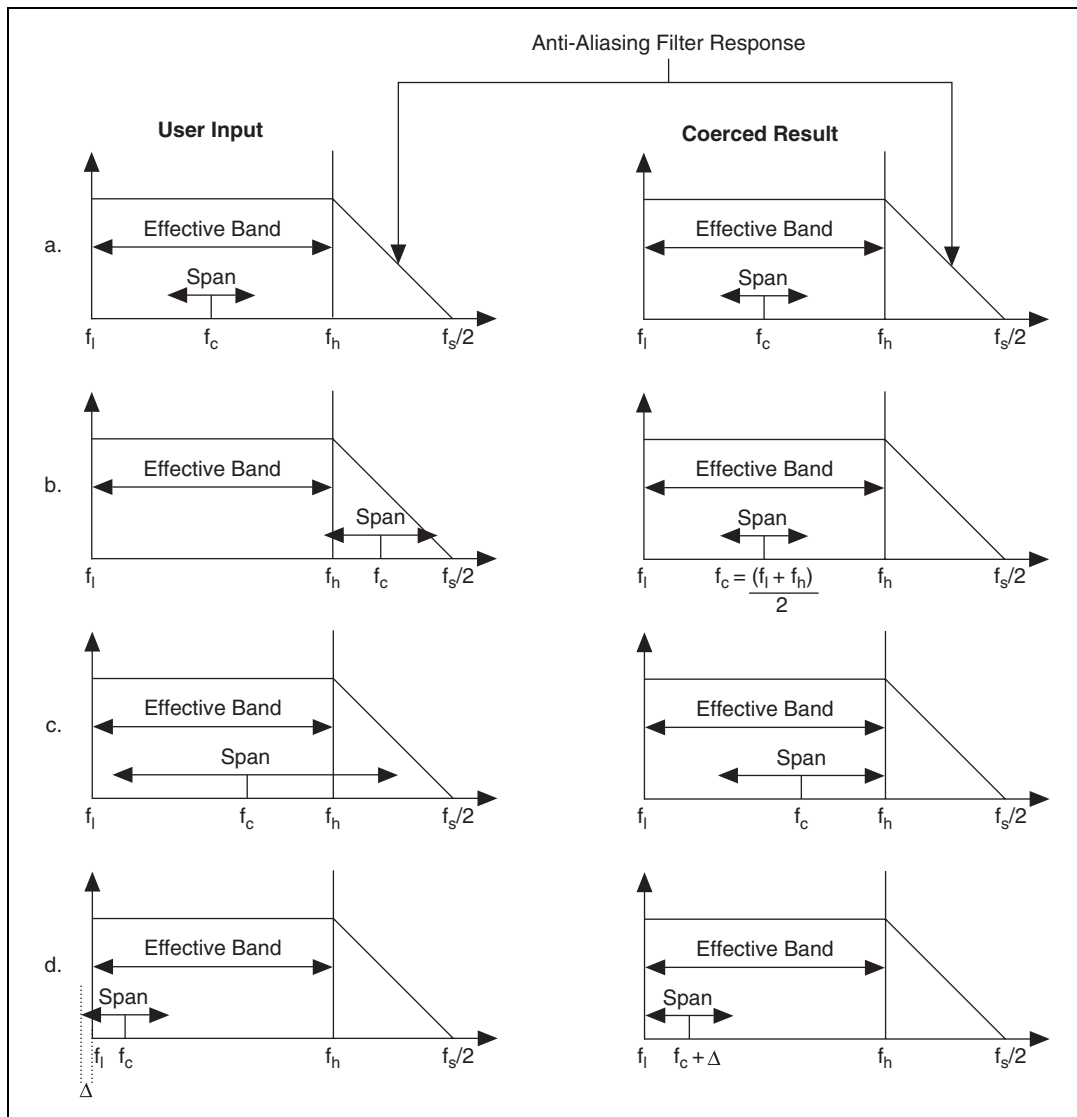 Anti-Aliasing Filter Response
User Input
Coerced Result
a.
Effective Band
Span
f_l
f_c
f_h
f_s/2
Effective Band
Span
f_l
f_c
f_h
f_s/2
b.
Effective Band
Span
f_l
f_h
f_c
f_s/2
Effective Band
Span
f_l
f_c = (f_l + f_h)
2
f_h
f_s/2
c.
Effective Band
Span
f_l
f_c
f_h
f_s/2
Effective Band
Span
f_l
f_c
f_h
f_s/2
d.
Effective Band
Span
f_l
f_c
f_h
f_s/2
Δ
Effective Band
Span
f_l
f_c + Δ
f_h
f_s/2